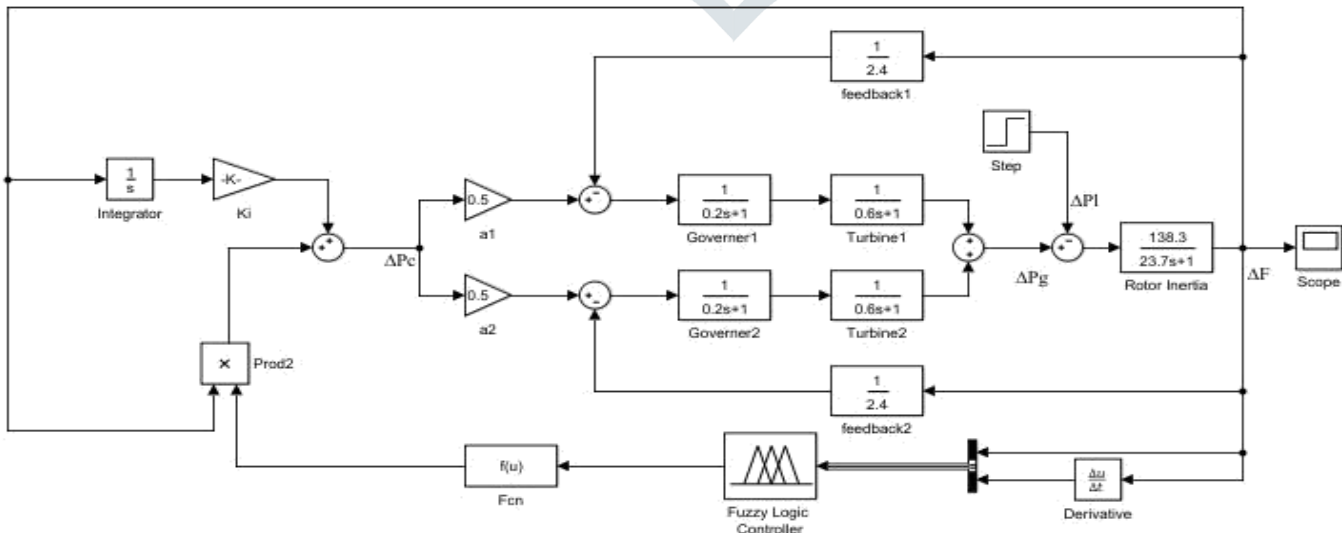 1
2.4
feedback1
Step
1
s
Integrator
-K-
Ki
0.5
a1
1
0.2s+1
Governer1
1
0.6s+1
Turbine1
ΔPl
138.3
23.7s+1
Rotor Inertia
ΔF
Scope
ΔPc
ΔPg
0.5
a2
1
0.2s+1
Governer2
1
0.6s+1
Turbine2
×
Prod2
1
2.4
feedback2
f(u)
Fcn
Fuzzy Logic
Controller
Δu
Δt
Derivative